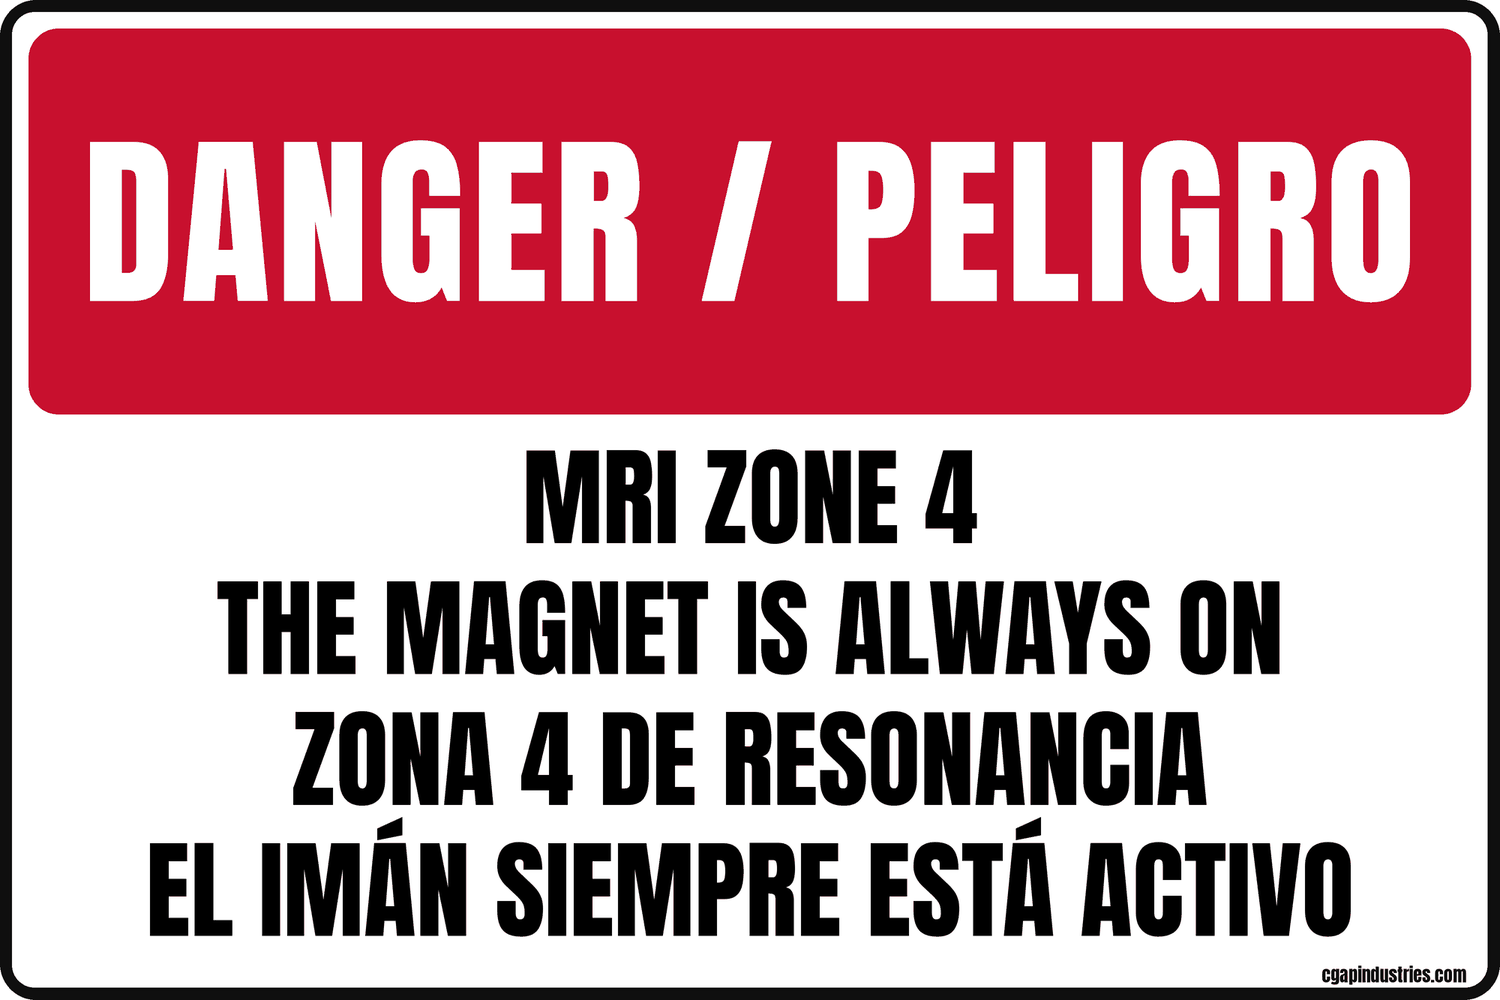 DANGER / PELIGRO
MRI ZONE 4
THE MAGNET IS ALWAYS ON
ZONA 4 DE RESONANCIA
EL IMÁN SIEMPRE ESTÁ ACTIVO
cgapindustries.com